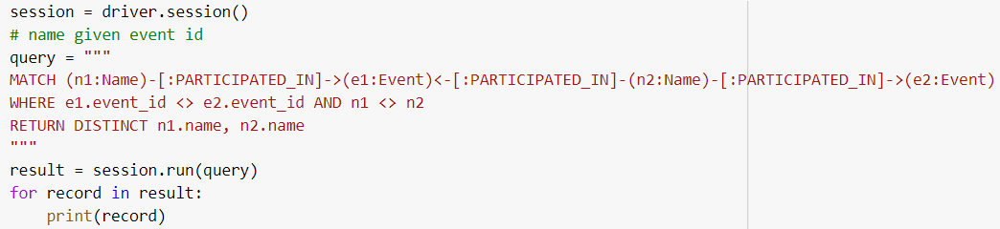 session = driver.session()
# name given event id
query = """
MATCH (n1:Name)-[:PARTICIPATED_IN]->(e1:Event)<-[:PARTICIPATED_IN]-(n2:Name)-[:PARTICIPATED_IN]->(e2:Event)
WHERE e1.event_id <> e2.event_id AND n1 <> n2
RETURN DISTINCT n1.name, n2.name
"""
result = session.run(query)
for record in result:
    print(record)